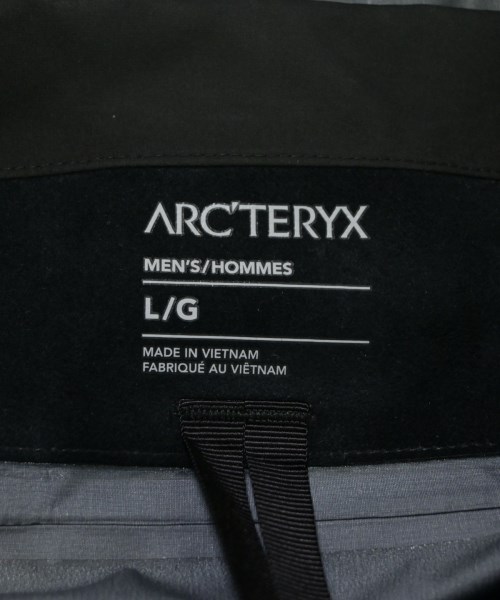 ARC'TERYX
MEN'S/HOMMES
L/G
MADE IN VIETNAM
FABRIQUÉ AU VIÊTNAM